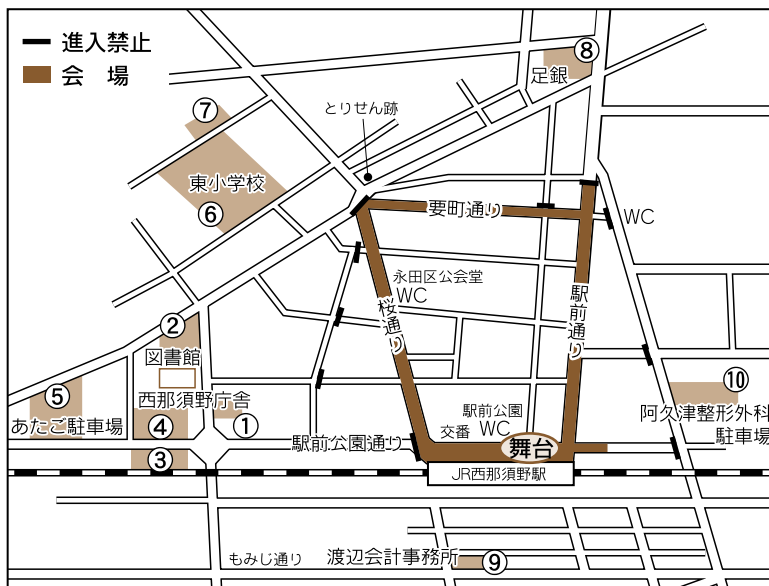 進入禁止
会　場
⑧
足銀
⑦
とりせん跡
東小学校
⑥
要町通り
WC
永田区公会堂
WC
桜通り
駅前通り
②
図書館
⑤
西那須野庁舎
①
④
あたご駐車場
③
駅前公園通り
駅前公園
交番 WC
舞台
JR西那須野駅
⑩
阿久津整形外科
駐車場
もみじ通り
渡辺会計事務所
⑨